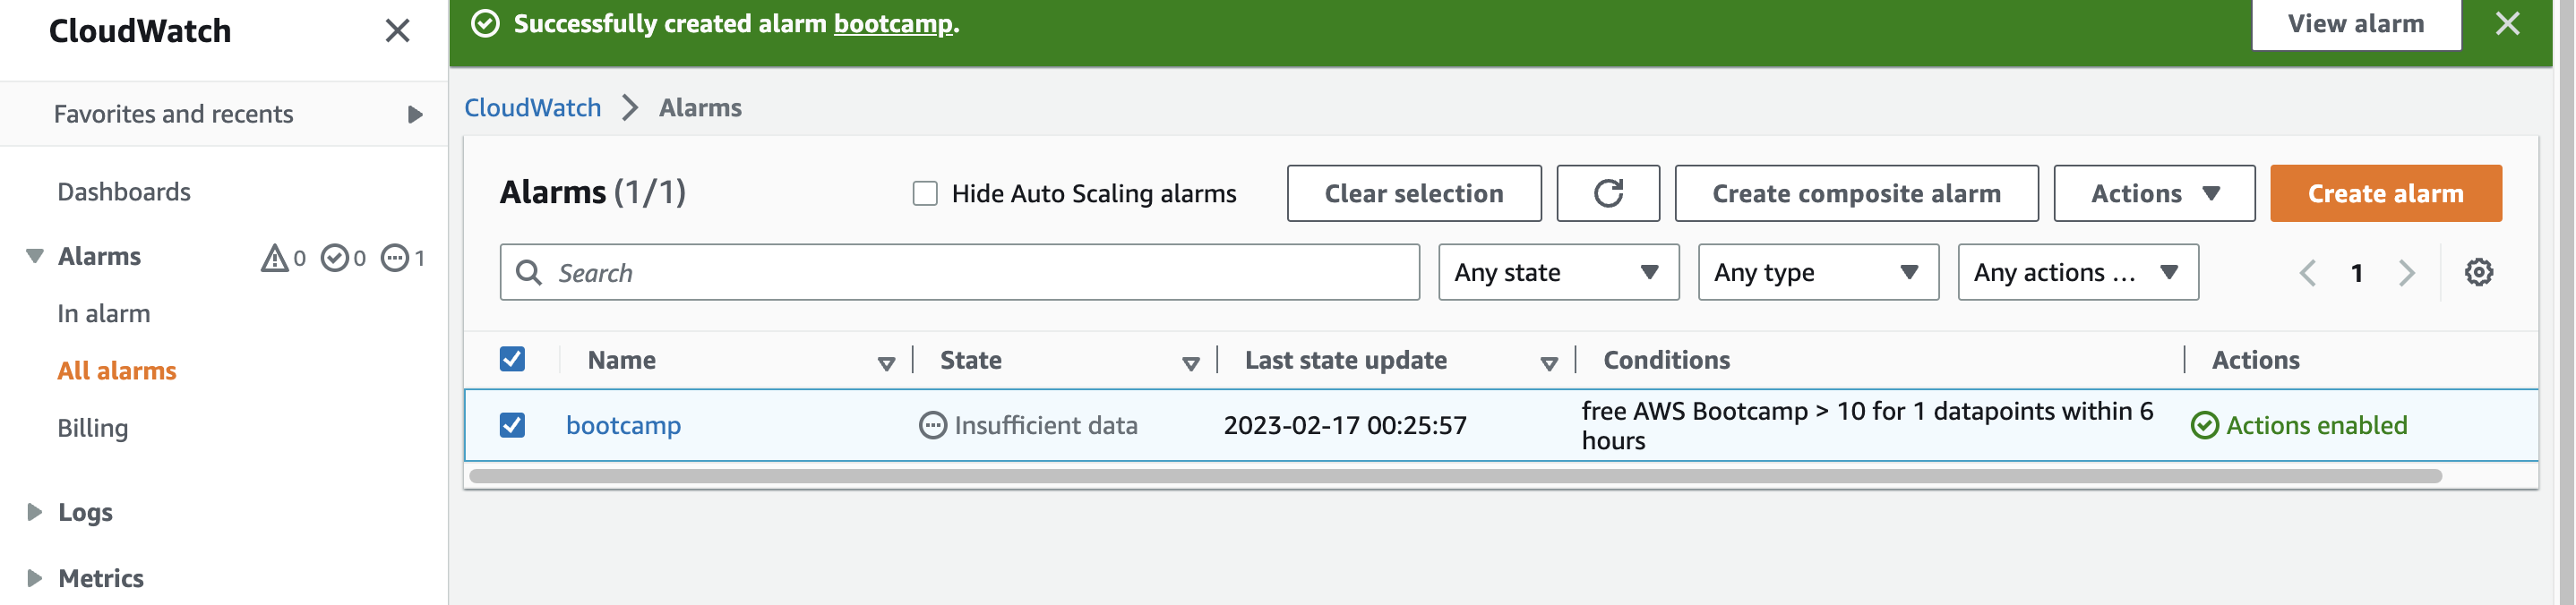 CloudWatch
Favorites and recents
Dashboards
Alarms 0 0 1
In alarm
All alarms
Billing
Logs
Metrics
Successfully created alarm bootcamp.
View alarm
CloudWatch > Alarms
Alarms (1/1)
Hide Auto Scaling alarms
Clear selection
Create composite alarm
Actions
Create alarm
Search
Any state
Any type
Any actions ...
1
Name State Last state update Conditions Actions
bootcamp Insufficient data 2023-02-17 00:25:57 free AWS Bootcamp > 10 for 1 datapoints within 6
hours
Actions enabled